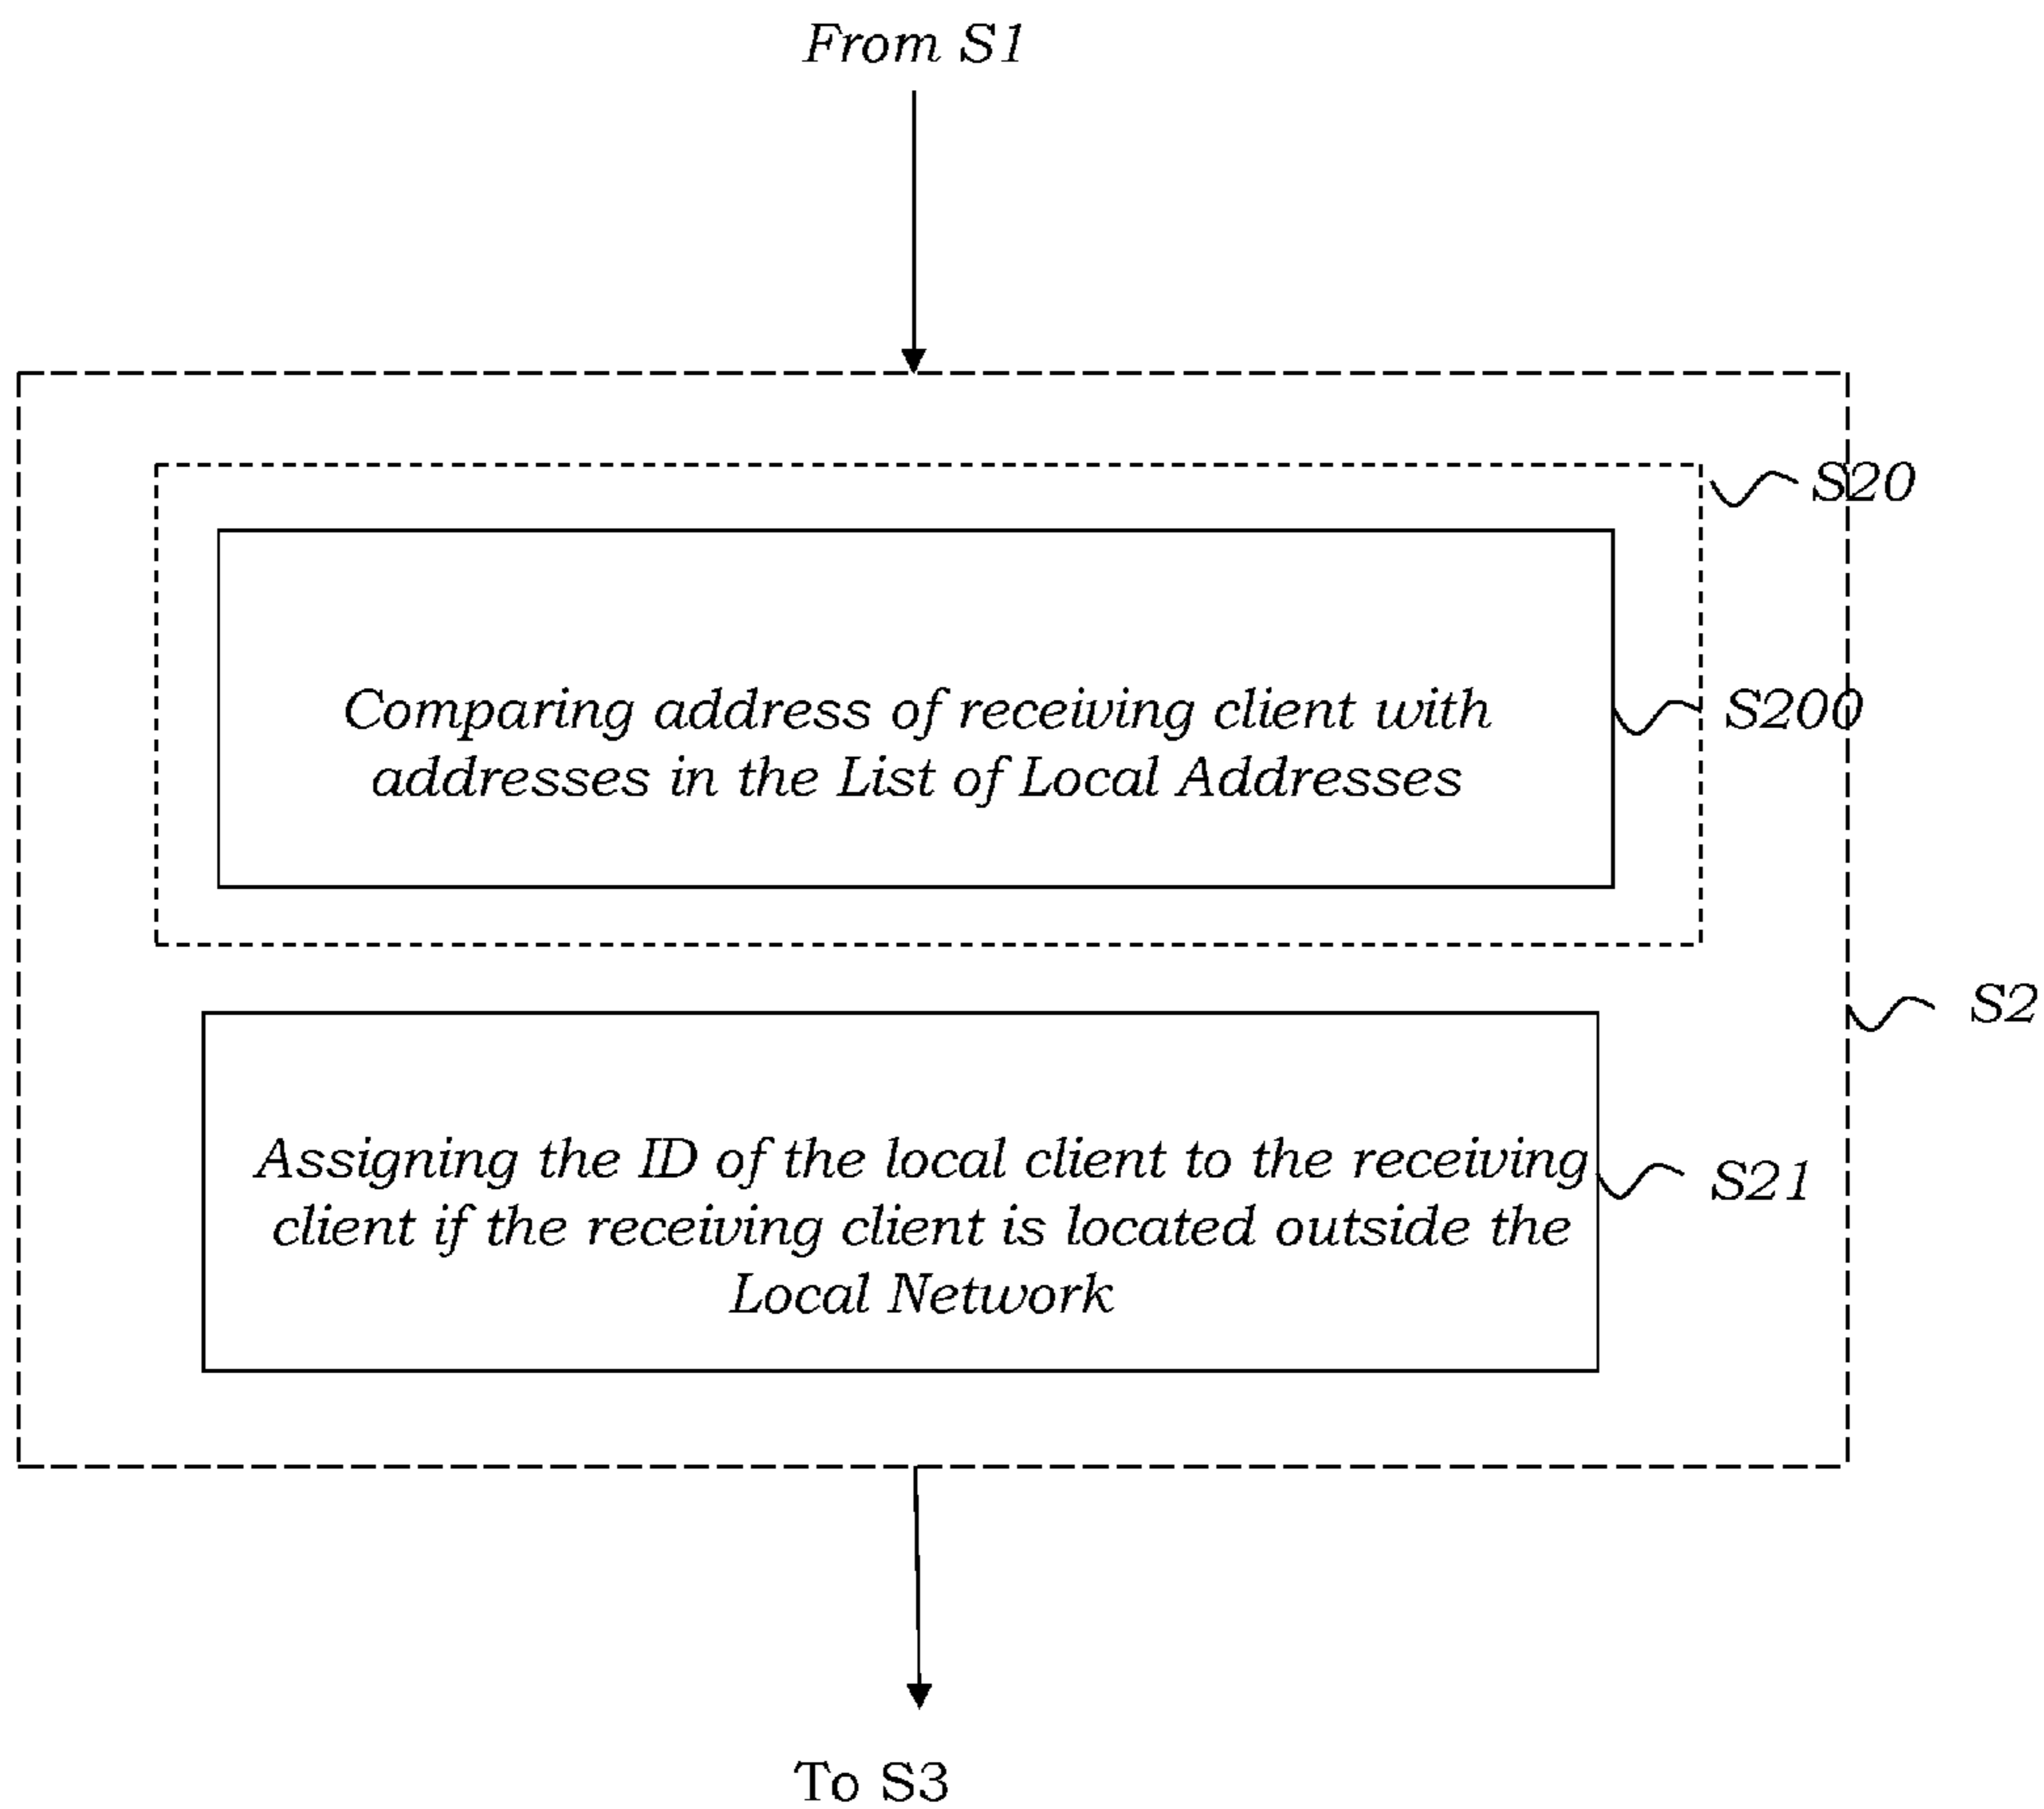 From S1
S20
Comparing address of receiving client with
addresses in the List of Local Addresses
S200
S2
Assigning the ID of the local client to the receiving
client if the receiving client is located outside the
Local Network
S21
To S3